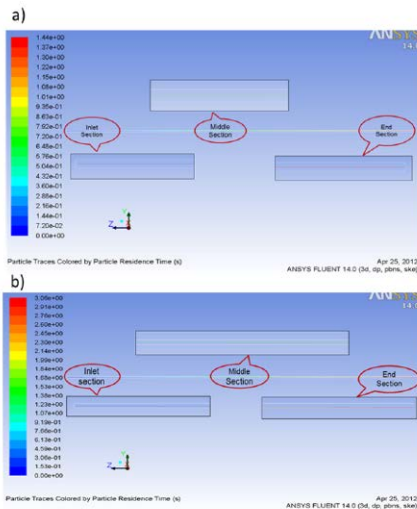 a)
ANSYS
14.0
1.44e+00
1.37e+00
1.30e+00
1.22e+00
1.15e+00
1.08e+00
1.01e+00
9.35e-01
8.63e-01
7.92e-01
7.20e-01
6.48e-01
5.76e-01
5.04e-01
4.32e-01
3.60e-01
2.88e-01
2.16e-01
1.44e-01
7.20e-02
0.00e+00
Inlet
Section
Middle
Section
End
Section
Y
Z
Particle Traces Colored by Particle Residence Time (s)
Apr 25, 2012
ANSYS FLUENT 14.0 (3d, dp, pbns, ske)
b)
ANSYS
14.0
3.06e+00
2.91e+00
2.76e+00
2.60e+00
2.45e+00
2.30e+00
2.14e+00
1.99e+00
1.84e+00
1.68e+00
1.53e+00
1.38e+00
1.23e+00
1.07e+00
9.19e-01
7.66e-01
6.13e-01
4.59e-01
3.06e-01
1.53e-01
0.00e+00
Inlet
section
Middle
Section
End
Section
Y
Z
Particle Traces Colored by Particle Residence Time (s)
Apr 25, 2012
ANSYS FLUENT 14.0 (3d, dp, pbns, ske)